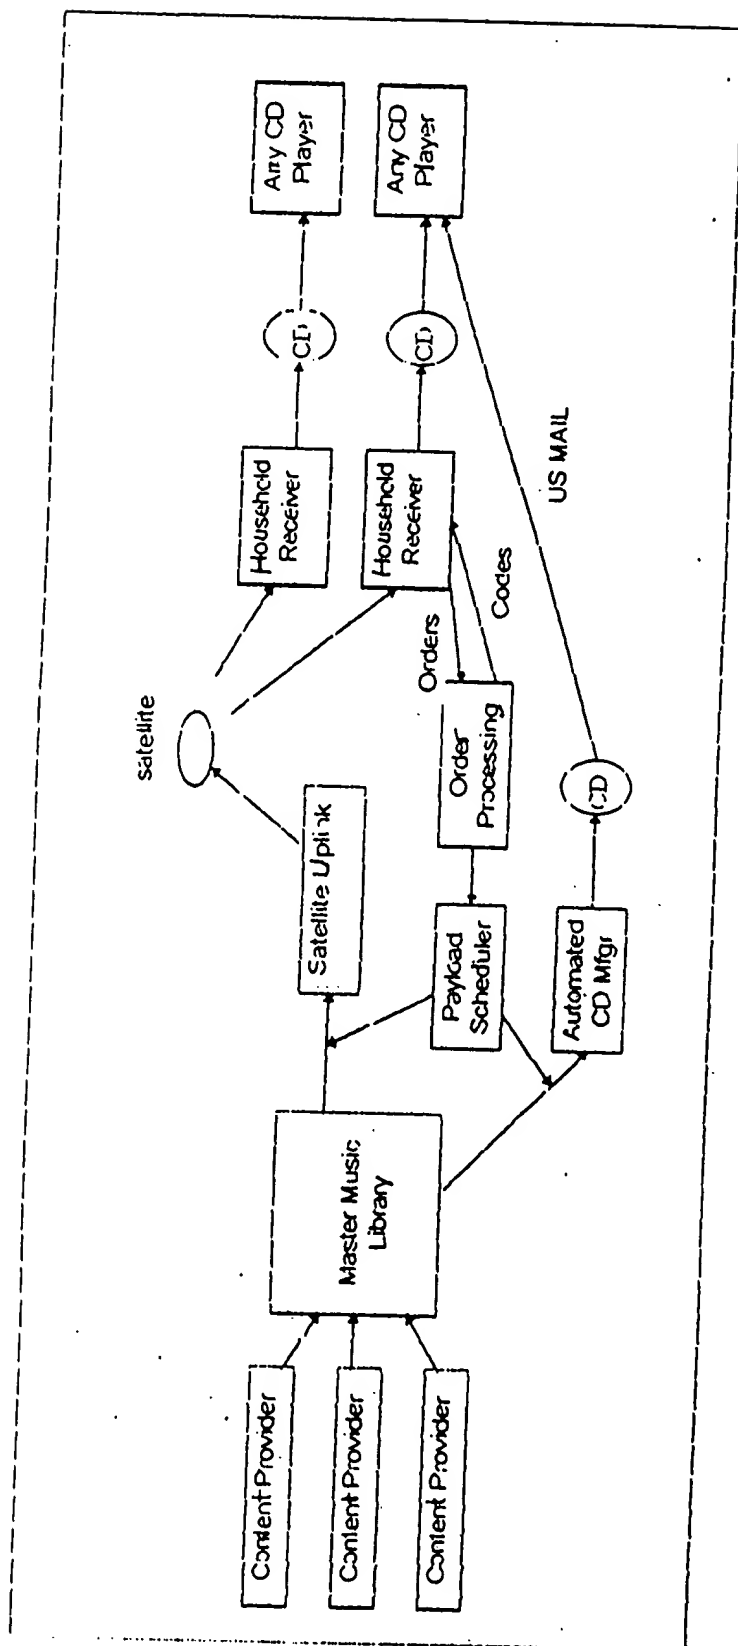 Content Provider
Content Provider
Content Provider
Master Music
Library
Satellite Uplink
satellite
Payload
Scheduler
Automated
CD Mfgr
Order
Processing
CD
Orders
Codes
US MAIL
Household
Receiver
Household
Receiver
CD
CD
Any CD
Player
Any CD
Player